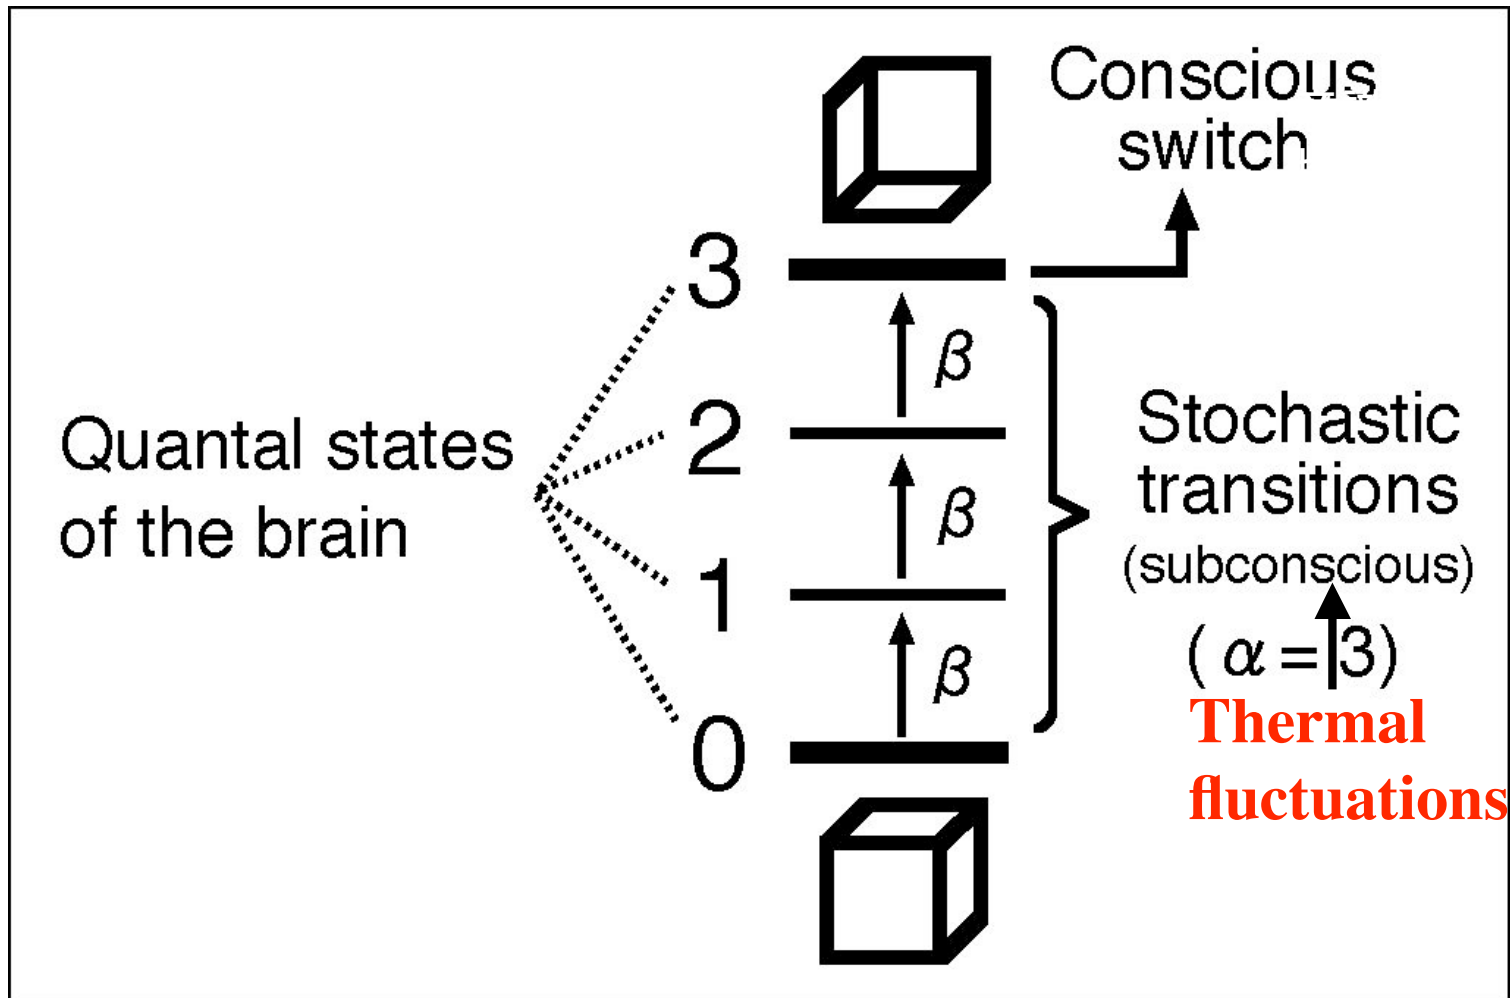 Conscious
switch
3
β
2
β
1
β
0
Quantal states
of the brain
Stochastic
transitions
(subconscious)
( α = 3)
Thermal
fluctuations